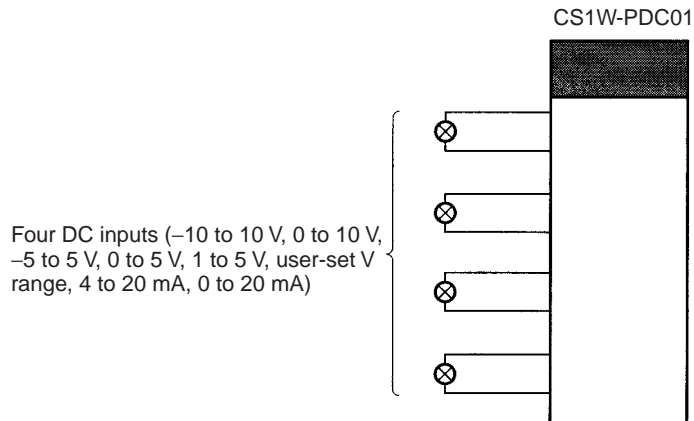 CS1W-PDC01
Four DC inputs (–10 to 10 V, 0 to 10 V,
–5 to 5 V, 0 to 5 V, 1 to 5 V, user-set V
range, 4 to 20 mA, 0 to 20 mA)